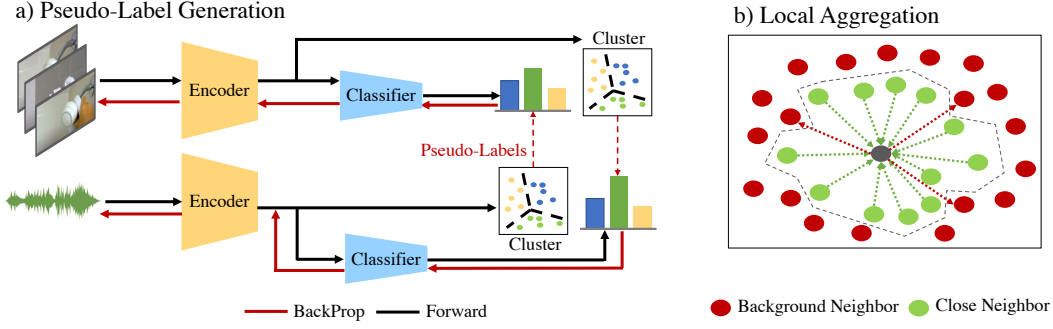 a) Pseudo-Label Generation
b) Local Aggregation
Cluster
Encoder
Classifier
Pseudo-Labels
Encoder
Cluster
Classifier
BackProp
Forward
Background Neighbor
Close Neighbor